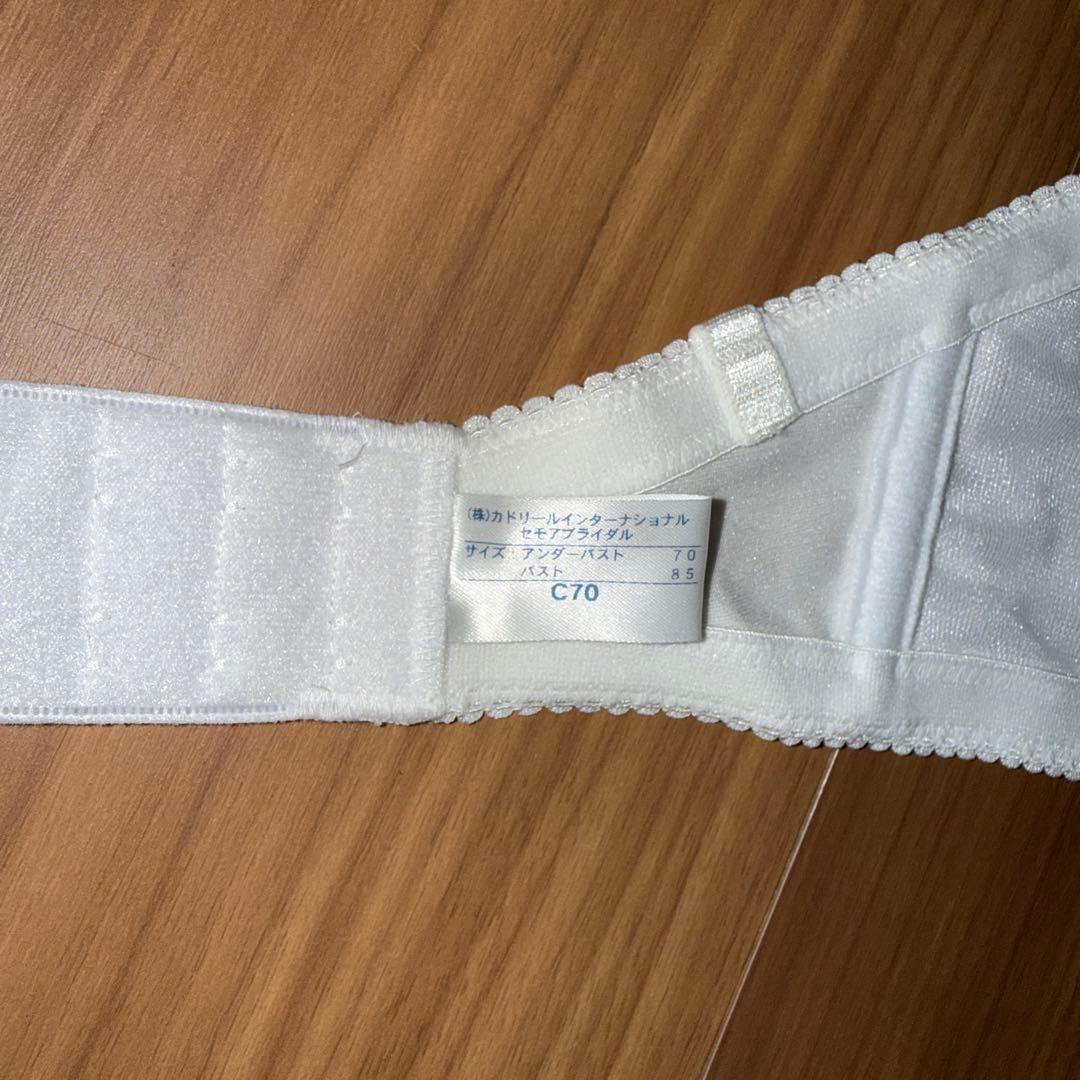 (株)カドリールインターナショナル
セモアブライダル
サイズ アンダーバスト 70
バスト 85
C70